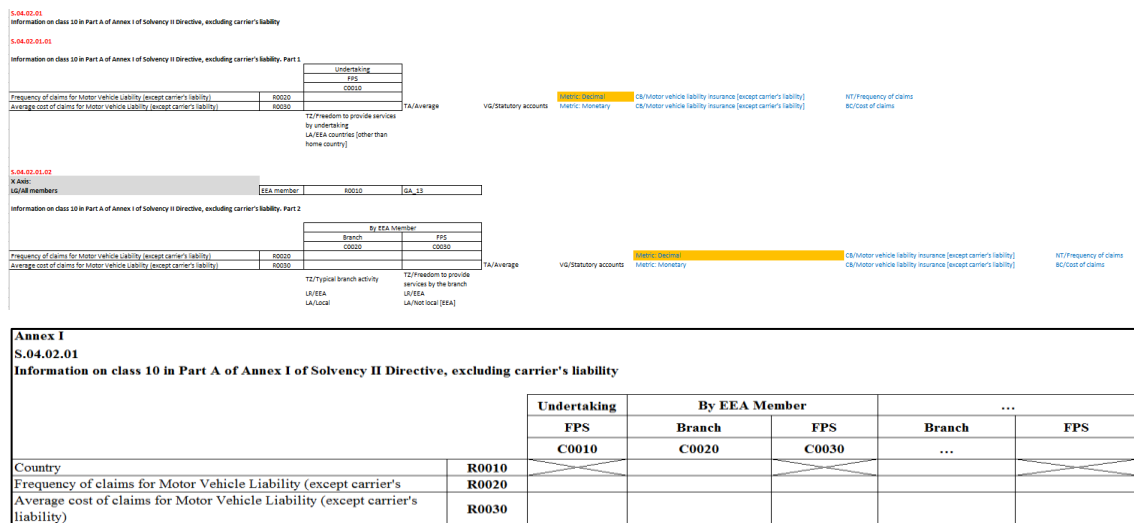 S.04.02.01
Information on class 10 in Part A of Annex I of Solvency II Directive, excluding carrier's liability
S.04.02.01.01
Information on class 10 in Part A of Annex I of Solvency II Directive, excluding carrier's liability. Part 1
Undertaking
FPS
C0010
Frequency of claims for Motor Vehicle Liability (except carrier's liability) R0020 Metric: Decimal CB/Motor vehicle liability insurance [except carrier's liability] NT/Frequency of claims
Average cost of claims for Motor Vehicle Liability (except carrier's liability) R0030 TA/Average VG/Statutory accounts Metric: Monetary CB/Motor vehicle liability insurance [except carrier's liability] BC/Cost of claims
TZ/Freedom to provide services
by undertaking
LA/EEA countries [other than
home country]
S.04.02.01.02
X Axis:
LG/All members EEA member R0010 GA_13
Information on class 10 in Part A of Annex I of Solvency II Directive, excluding carrier's liability. Part 2
By EEA Member
Branch FPS
C0020 C0030
Frequency of claims for Motor Vehicle Liability (except carrier's liability) R0020 Metric: Decimal CB/Motor vehicle liability insurance [except carrier's liability] NT/Frequency of claims
Average cost of claims for Motor Vehicle Liability (except carrier's liability) R0030 TA/Average VG/Statutory accounts Metric: Monetary CB/Motor vehicle liability insurance [except carrier's liability] BC/Cost of claims
TZ/Typical branch activity TZ/Freedom to provide
services by the branch
LR/EEA LR/EEA
LA/Local LA/Not local [EEA]
Annex I
S.04.02.01
Information on class 10 in Part A of Annex I of Solvency II Directive, excluding carrier's liability
Undertaking By EEA Member ...
FPS Branch FPS Branch FPS
C0010 C0020 C0030 ...
Country R0010
Frequency of claims for Motor Vehicle Liability (except carrier's R0020
Average cost of claims for Motor Vehicle Liability (except carrier's
liability) R0030